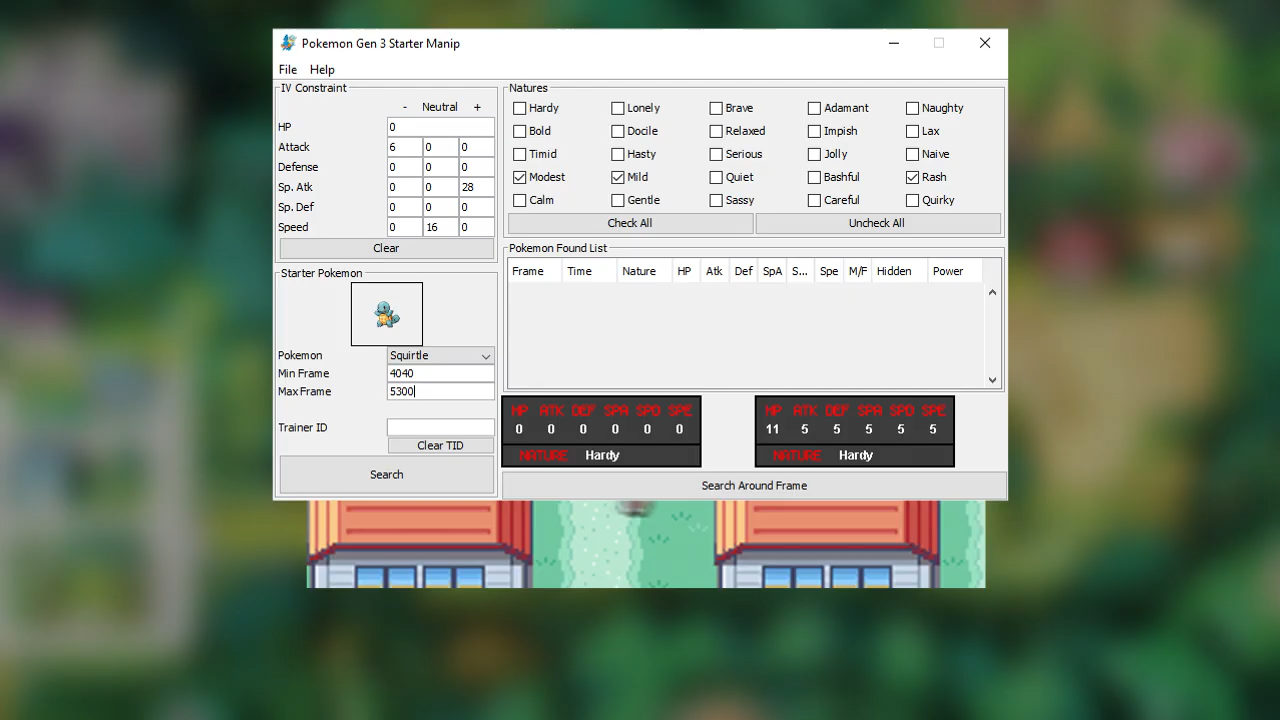 Pokemon Gen 3 Starter Manip
File Help
IV Constraint
- Neutral +
HP 0
Attack 6 0 0
Defense 0 0 0
Sp. Atk 0 0 28
Sp. Def 0 0 0
Speed 0 16 0
Clear
Starter Pokemon
Pokemon Squirtle
Min Frame 4040
Max Frame 5300
Trainer ID
Clear TID
Search
Natures
Hardy Lonely Brave Adamant Naughty
Bold Docile Relaxed Impish Lax
Timid Hasty Serious Jolly Naive
Modest Mild Quiet Bashful Rash
Calm Gentle Sassy Careful Quirky
Check All Uncheck All
Pokemon Found List
Frame Time Nature HP Atk Def SpA S... Spe M/F Hidden Power
HP ATK DEF SPA SPD SPE
0 0 0 0 0 0
NATURE Hardy
HP ATK DEF SPA SPD SPE
11 5 5 5 5 5
NATURE Hardy
Search Around Frame